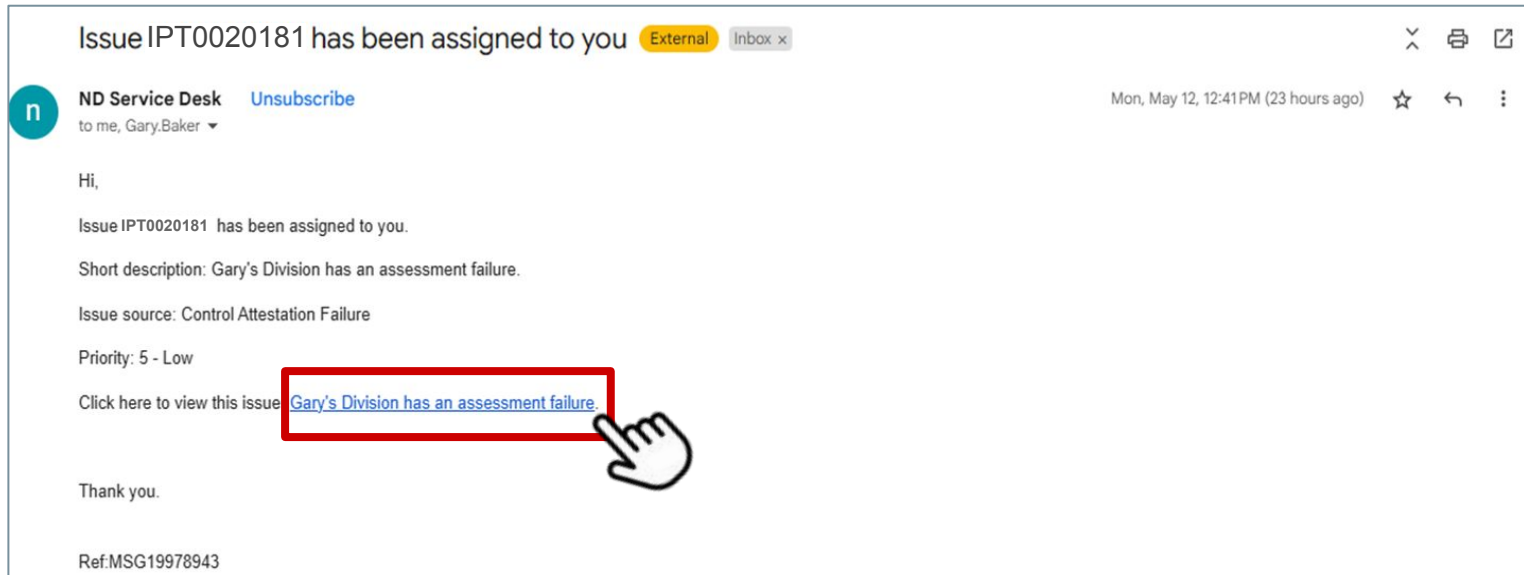 Issue IPT0020181 has been assigned to you External Inbox ×
n
ND Service Desk Unsubscribe Mon, May 12, 12:41 PM (23 hours ago)
to me, Gary.Baker
Hi,
Issue IPT0020181 has been assigned to you.
Short description: Gary's Division has an assessment failure.
Issue source: Control Attestation Failure
Priority: 5 - Low
Click here to view this issue Gary's Division has an assessment failure.
Thank you.
Ref:MSG19978943